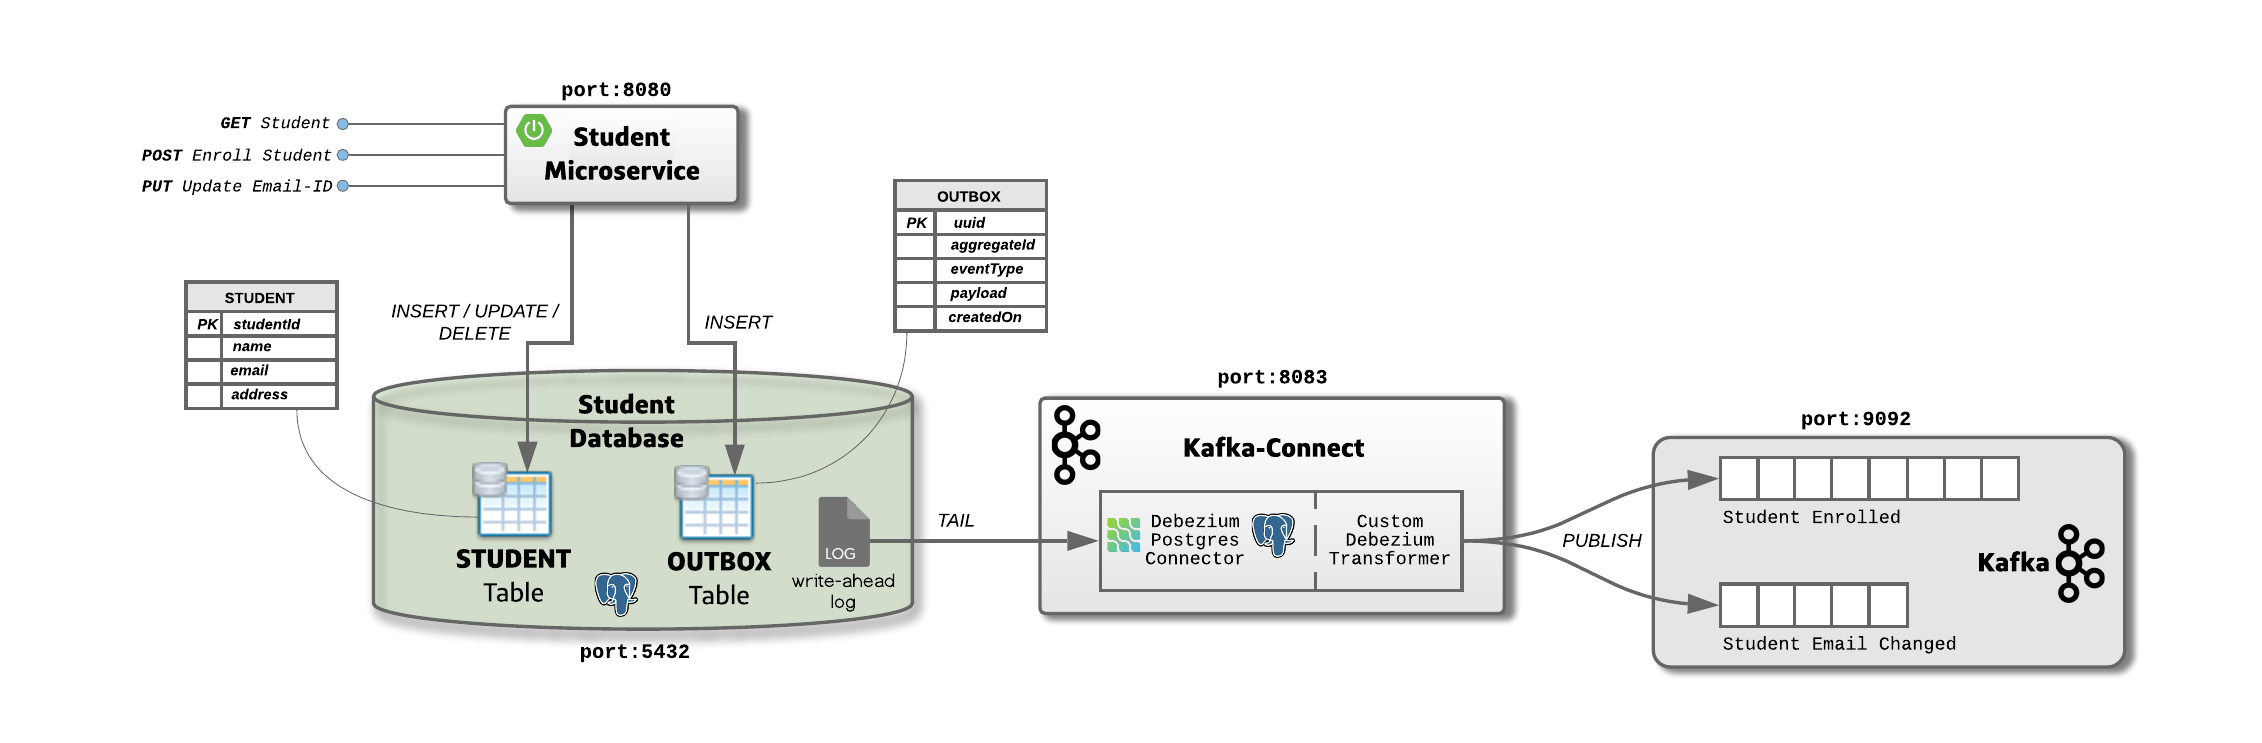 port:8080
GET Student
POST Enroll Student
PUT Update Email-ID
Student
Microservice
OUTBOX
PK uuid
aggregateId
eventType
payload
createdOn
STUDENT
PK studentId
name
email
address
INSERT / UPDATE /
DELETE
INSERT
Student
Database
STUDENT
Table
OUTBOX
Table
LOG
write-ahead
log
port:5432
TAIL
port:8083
Kafka-Connect
Debezium
Postgres
Connector
Custom
Debezium
Transformer
PUBLISH
port:9092
Student Enrolled
Kafka
Student Email Changed